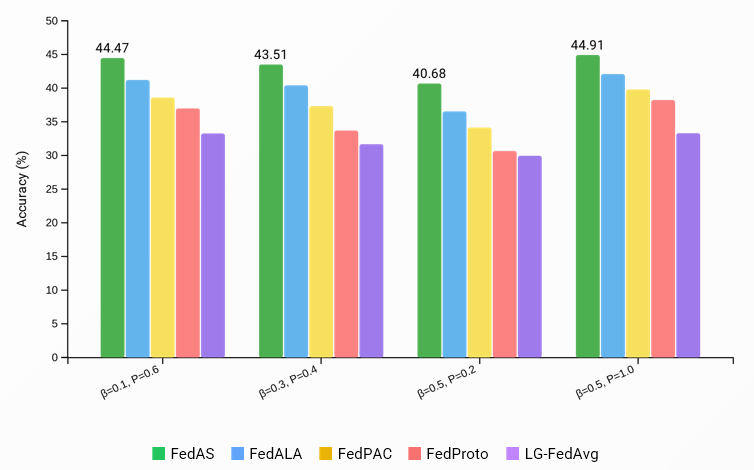 50
45
40
35
30
25
20
15
10
5
0
Accuracy (%)
44.47
43.51
40.68
44.91
β=0.1, P=0.6
β=0.3, P=0.4
β=0.5, P=0.2
β=0.5, P=1.0
FedAS FedALA FedPAC FedProto LG-FedAvg